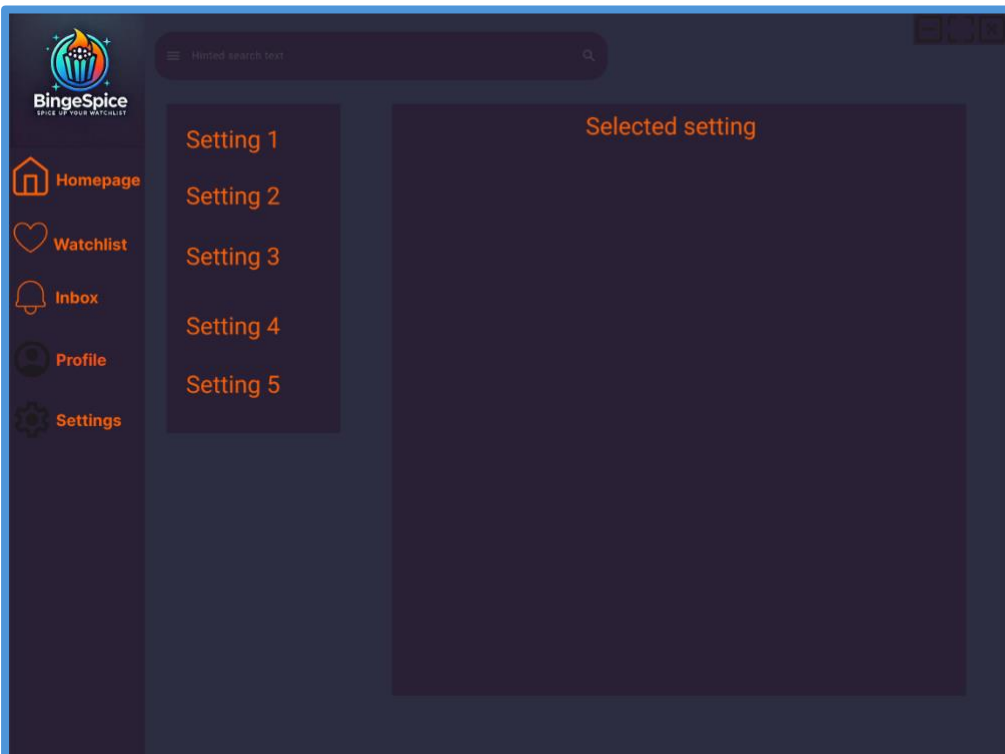 BingeSpice
SPICE UP YOUR WATCHLIST
Hinted search text
Homepage
Watchlist
Inbox
Profile
Settings
Setting 1
Setting 2
Setting 3
Setting 4
Setting 5
Selected setting